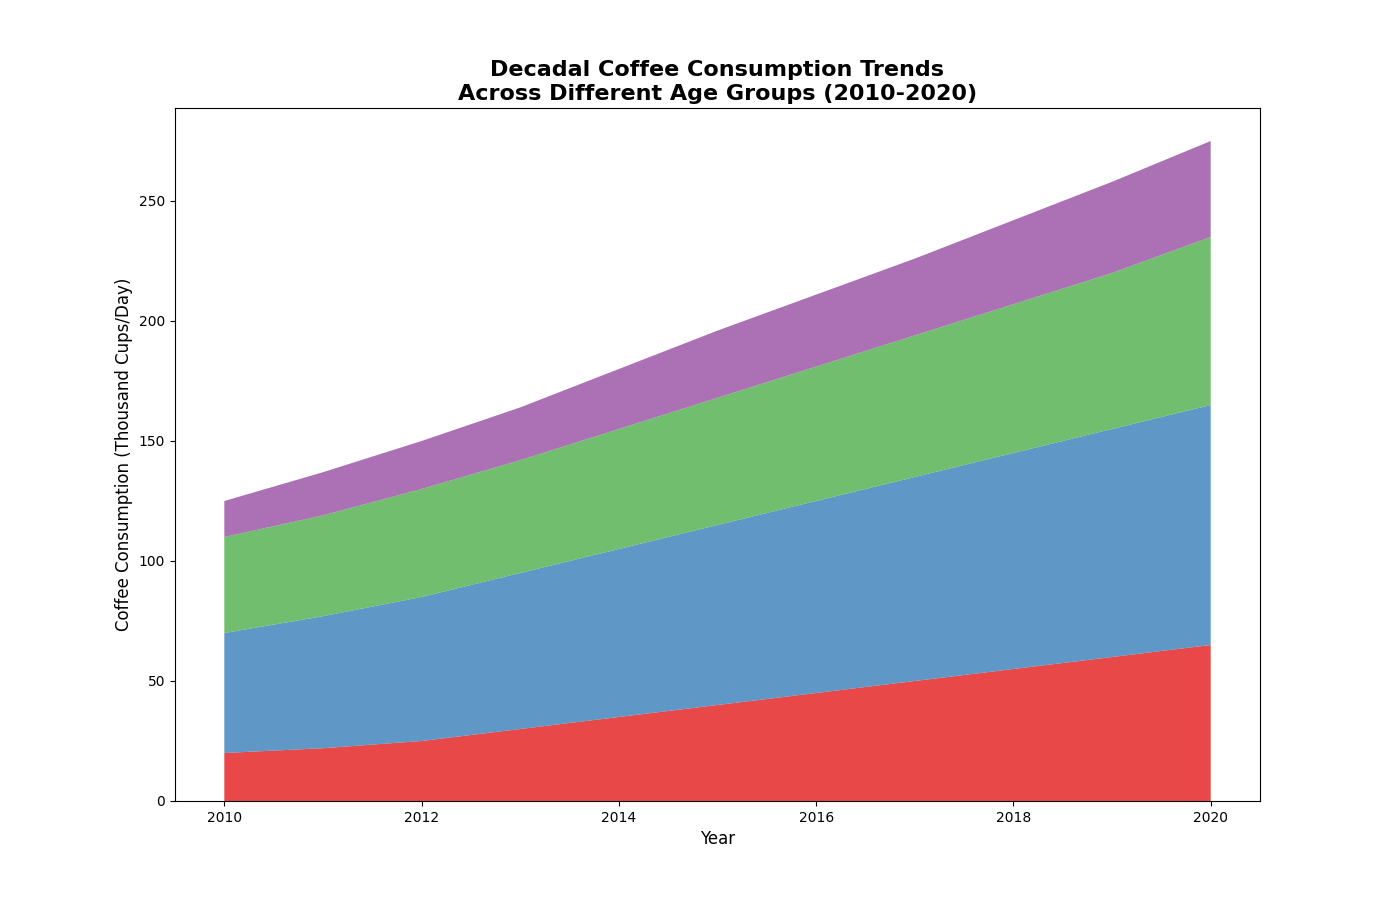 Decadal Coffee Consumption Trends
Across Different Age Groups (2010-2020)
Coffee Consumption (Thousand Cups/Day)
250
200
150
100
50
0
2010 2012 2014 2016 2018 2020
Year